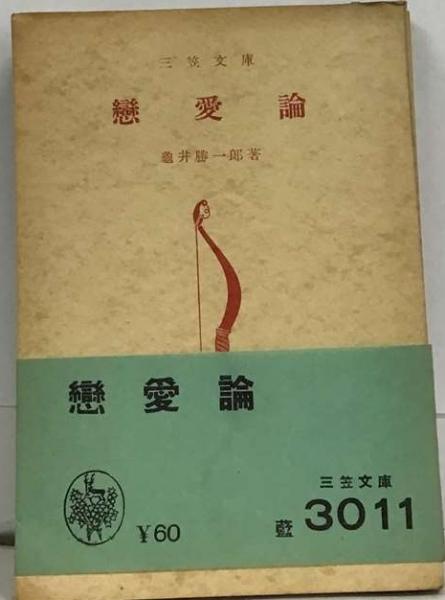 三笠文庫
戀愛論
龜井勝一郎著
戀愛論
三笠文庫
¥60
藍 3011